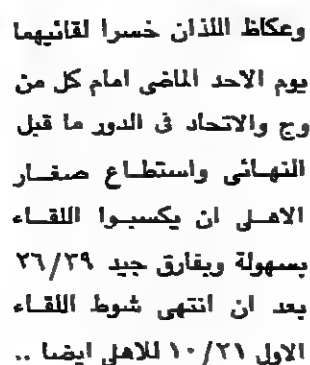 وعكاظ اللذان خسرا لقائيهما
يوم الاحد الماضى امام كل من
وج والاتحاد فى الدور ما قبل
النهائى واستطاع صغار
الاهلى ان يكسبوا اللقاء
بسهولة وبفارق جيد ٢٦/٣٩
بعد ان انتهى شوط اللقاء
الاول ١٠/٢١ للاهلى ايضا ..